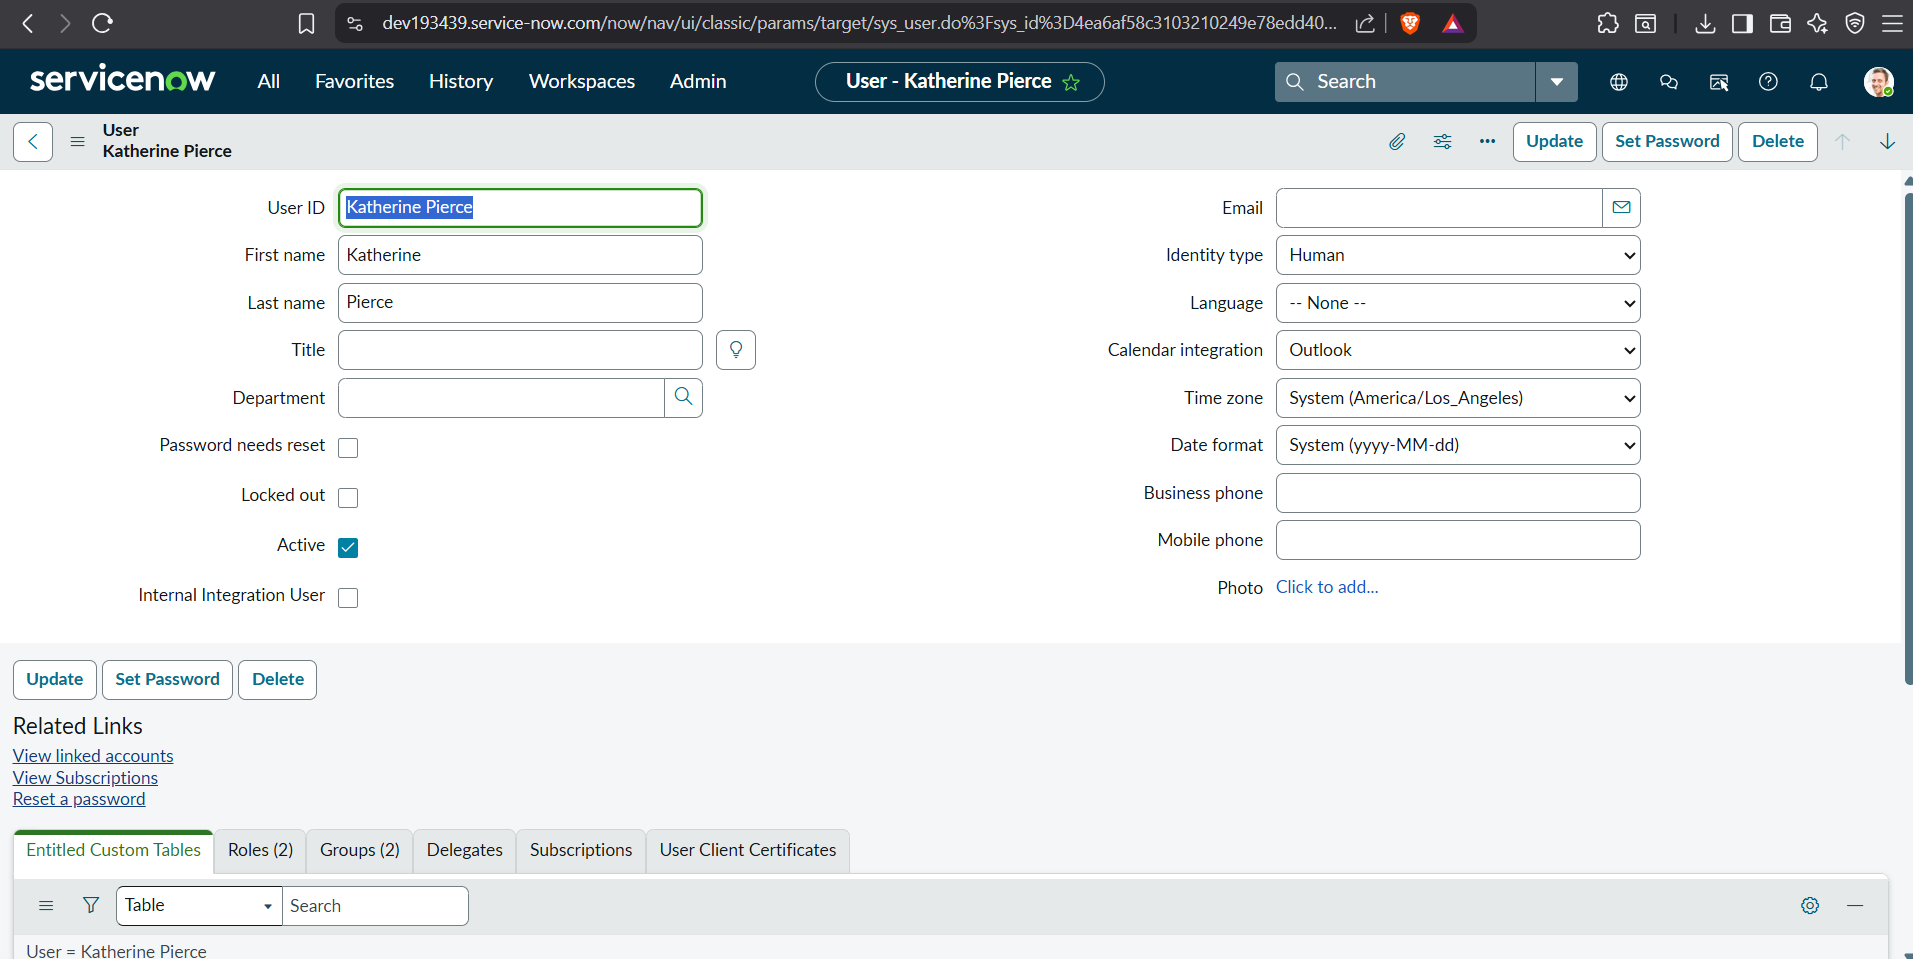 dev193439.service-now.com/now/nav/ui/classic/params/target/sys_user.do%3Fsys_id%3D4ea6af58c3103210249e78edd40...
servicenow All Favorites History Workspaces Admin User - Katherine Pierce Search
User
Katherine Pierce
Update Set Password Delete
User ID Katherine Pierce
First name Katherine
Last name Pierce
Title
Department
Password needs reset
Locked out
Active
Internal Integration User
Email
Identity type Human
Language -- None --
Calendar integration Outlook
Time zone System (America/Los_Angeles)
Date format System (yyyy-MM-dd)
Business phone
Mobile phone
Photo Click to add...
Update Set Password Delete
Related Links
View linked accounts
View Subscriptions
Reset a password
Entitled Custom Tables Roles (2) Groups (2) Delegates Subscriptions User Client Certificates
Table Search
User = Katherine Pierce